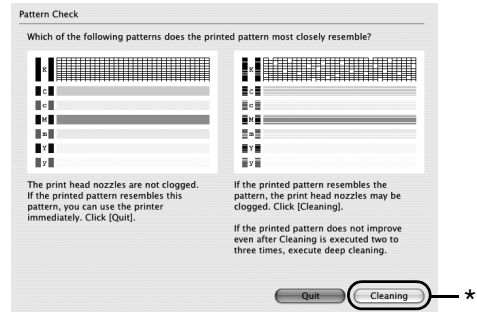 Pattern Check
Which of the following patterns does the printed pattern most closely resemble?
K
C
c
M
m
Y
y
K
C
c
M
m
Y
y
The print head nozzles are not clogged.
If the printed pattern resembles this
pattern, you can use the printer
immediately. Click [Quit].
If the printed pattern resembles the
pattern, the print head nozzles may be
clogged. Click [Cleaning].
If the printed pattern does not improve
even after Cleaning is executed two to
three times, execute deep cleaning.
Quit
Cleaning
*